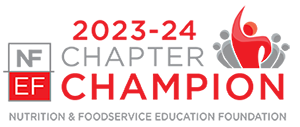 2023-24
NF CHAPTER
EF CHAMPION
NUTRITION & FOODSERVICE EDUCATION FOUNDATION